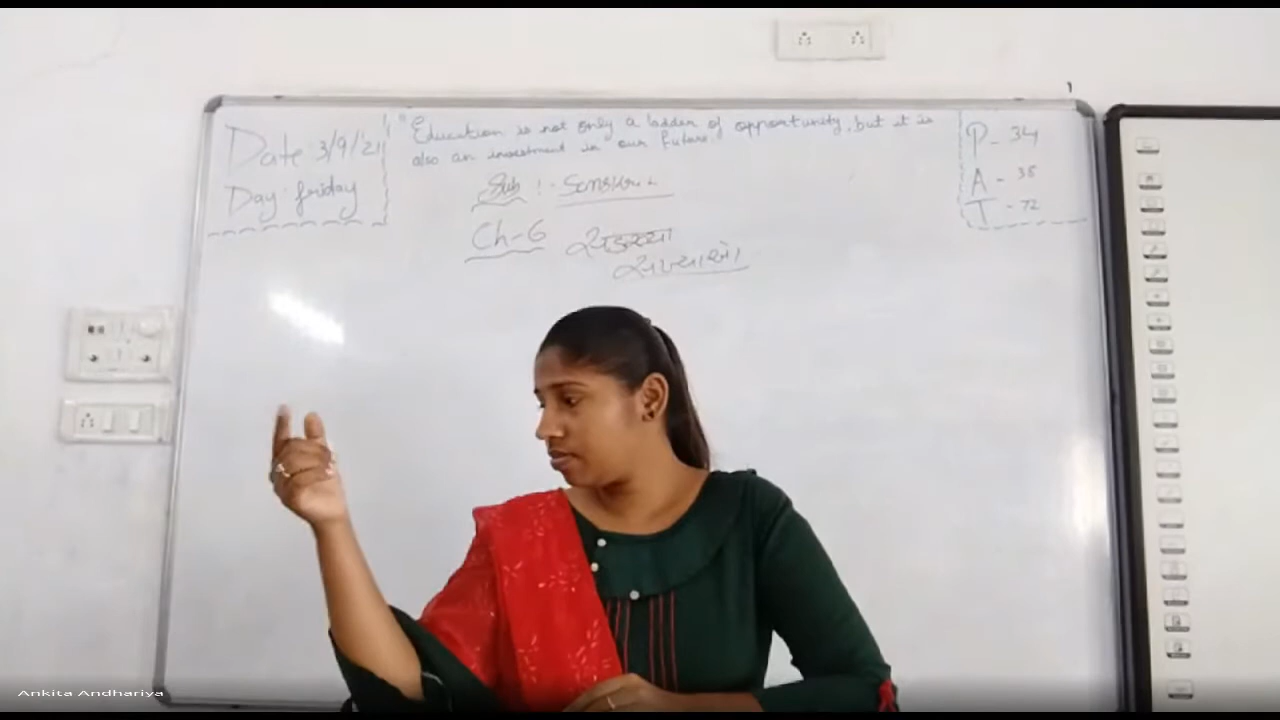 Date 3/9/21
Day: friday
"Education is not only a ladder of opportunity, but it is
also an investment in our future.
Sub :- Sanskrit
Ch-6
P - 34
A - 38
T - 72
Ankita Andhariya